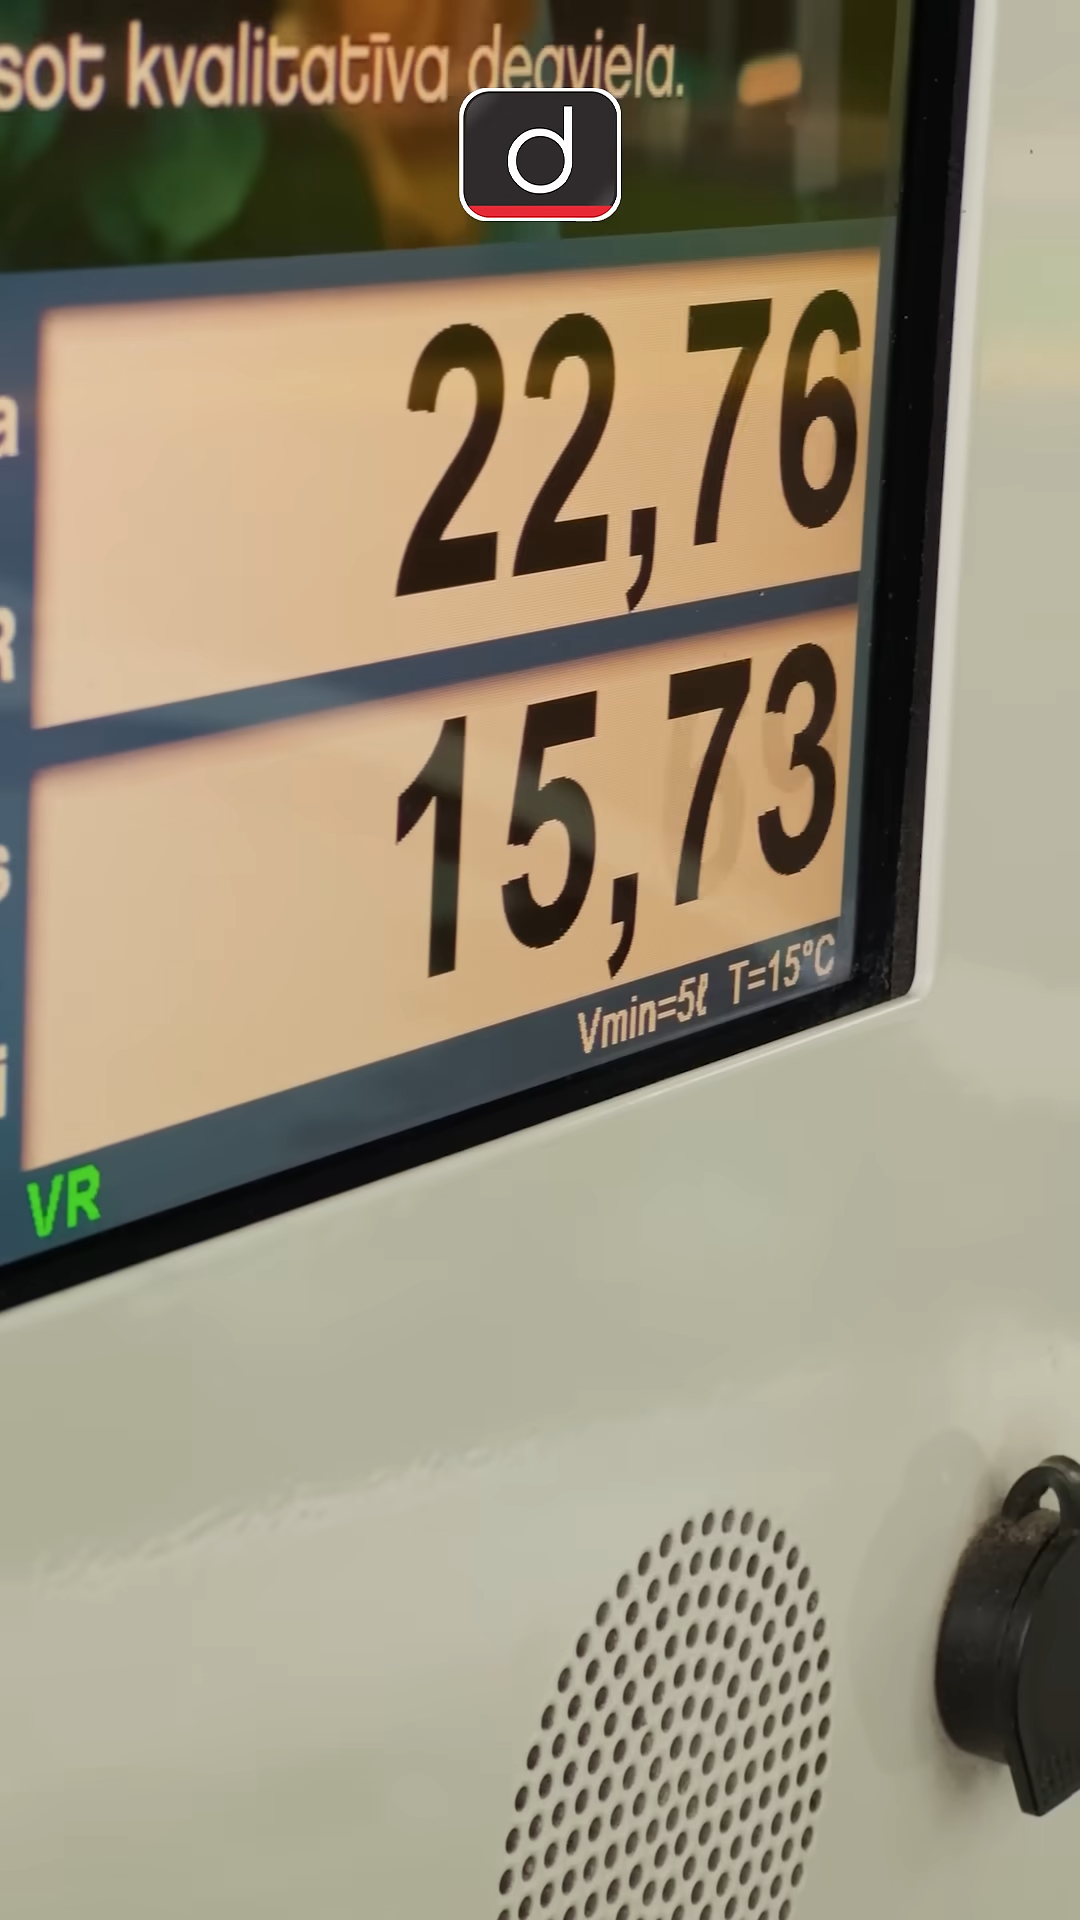 sot kvalitatīva degviela.
d
a
22,76
R
15,73
s
Vmin=5ℓ T=15°C
i
VR